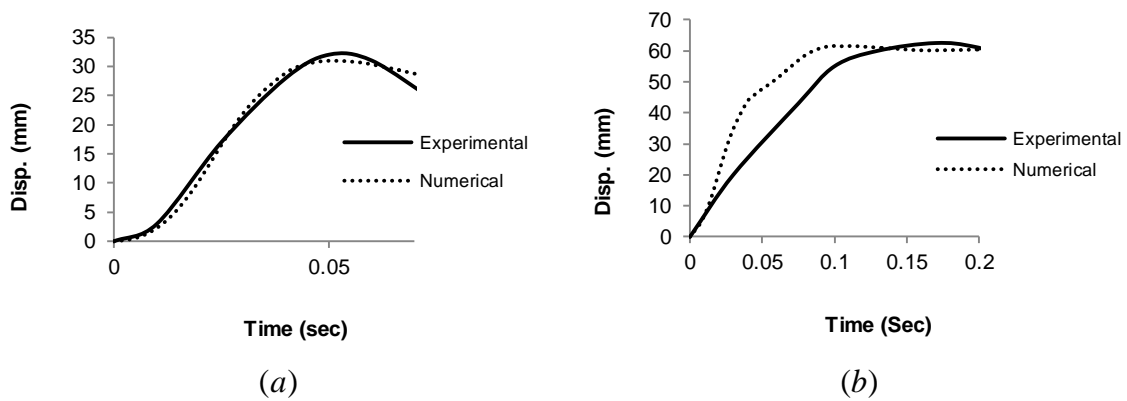 35
30
25
20
15
10
5
0
Disp. (mm)
0
0.05
Time (sec)
Experimental
Numerical
(a)
70
60
50
40
30
20
10
0
Disp. (mm)
0
0.05
0.1
0.15
0.2
Time (Sec)
Experimental
Numerical
(b)